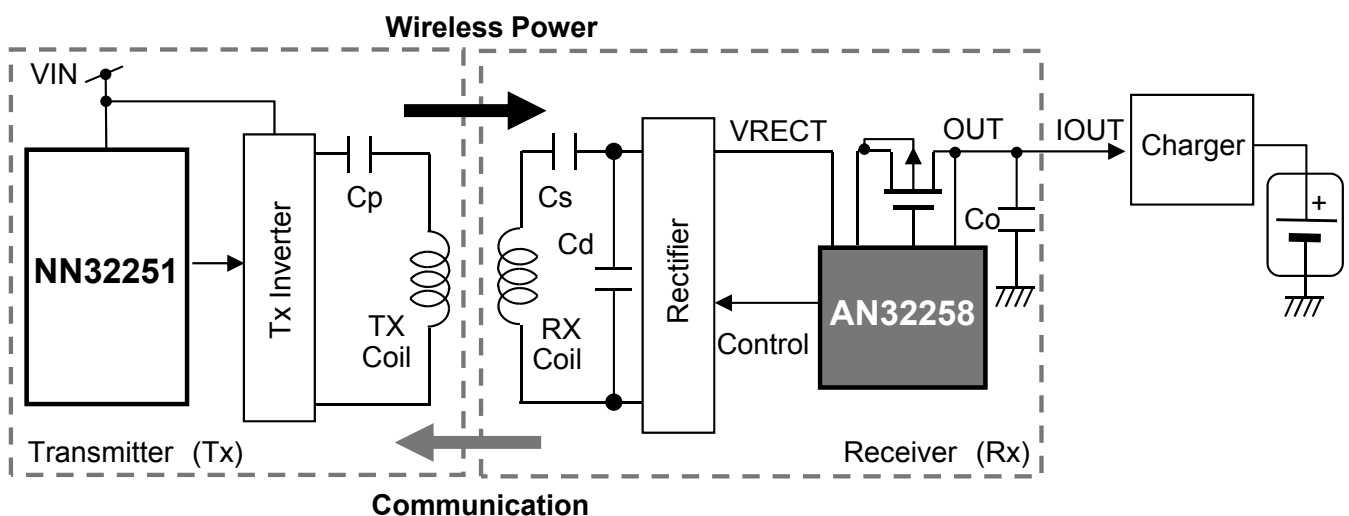 Wireless Power
VIN
NN32251
Tx Inverter
Cp
TX
Coil
Transmitter (Tx)
Cs
Cd
RX
Coil
Rectifier
VRECT
OUT
IOUT
Co
AN32258
Control
Receiver (Rx)
Charger
+
Communication